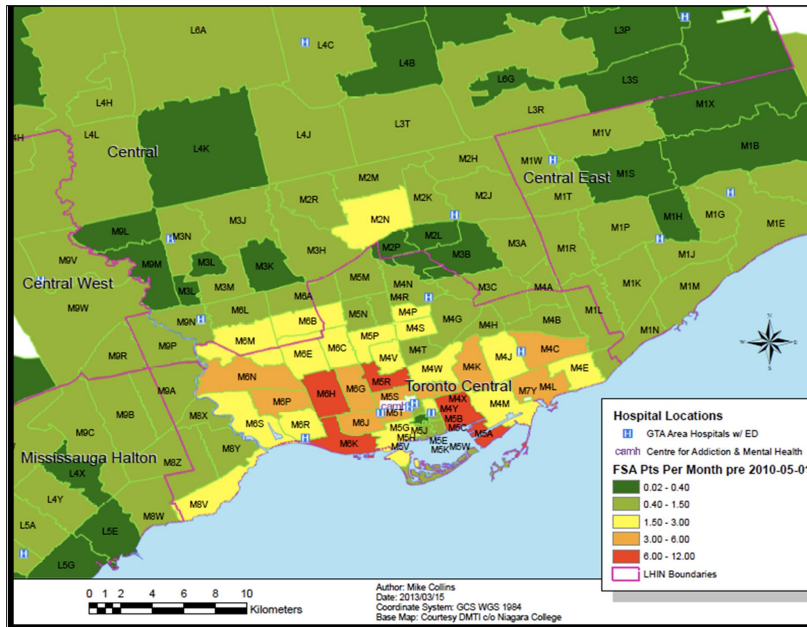 L6A
L4C
L4B
L3P
L6G
L3S
L4H
L3R
M1X
4H
L4L
L4J
L3T
M1V
Central
L4K
M2H
M1W
M1B
M2M
Central East
M1S
M2R
M2K
M2J
M1T
M9L
M3J
M2N
M1H
M1G
M3N
M2L
M1P
M1E
M9V
M9M
M3H
M2P
M3B
M3A
M1R
M3L
M3K
M1J
Central West
M5M
M4N
M3C
M4A
M1K
M1M
M3L
M3M
M6A
M4R
M9W
M6L
M5N
M4P
M4G
M4H
M4B
M1L
M9N
M6B
M4S
M1N
M9P
M6M
M6E
M6C
M5P
M4T
M9R
M4V
M4W
M4K
M4J
M4C
M6N
M5R
Toronto Central
M4E
M9A
M6P
M6H
M6G
M5S
M4X
M7Y
M4L
M9B
M8X
camh
M5T
M4Y
M4M
M9C
M6S
M6R
M6J
M5G
M5J
M5B
M5C
M5A
Mississauga Halton
M8Z
M8Y
M6K
M5H
M5E
M5V
M5K
M5W
L4X
L4Y
M8V
M8W
L5A
L5E
L5G
Hospital Locations
H GTA Area Hospitals w/ ED
camh Centre for Addiction & Mental Health
FSA Pts Per Month pre 2010-05-01
0.02 - 0.40
0.40 - 1.50
1.50 - 3.00
3.00 - 6.00
6.00 - 12.00
LHIN Boundaries
0 1 2 4 6 8 10
Kilometers
Author: Mike Collins
Date: 2013/03/15
Coordinate System: GCS WGS 1984
Base Map: Courtesy DMTI c/o Niagara College